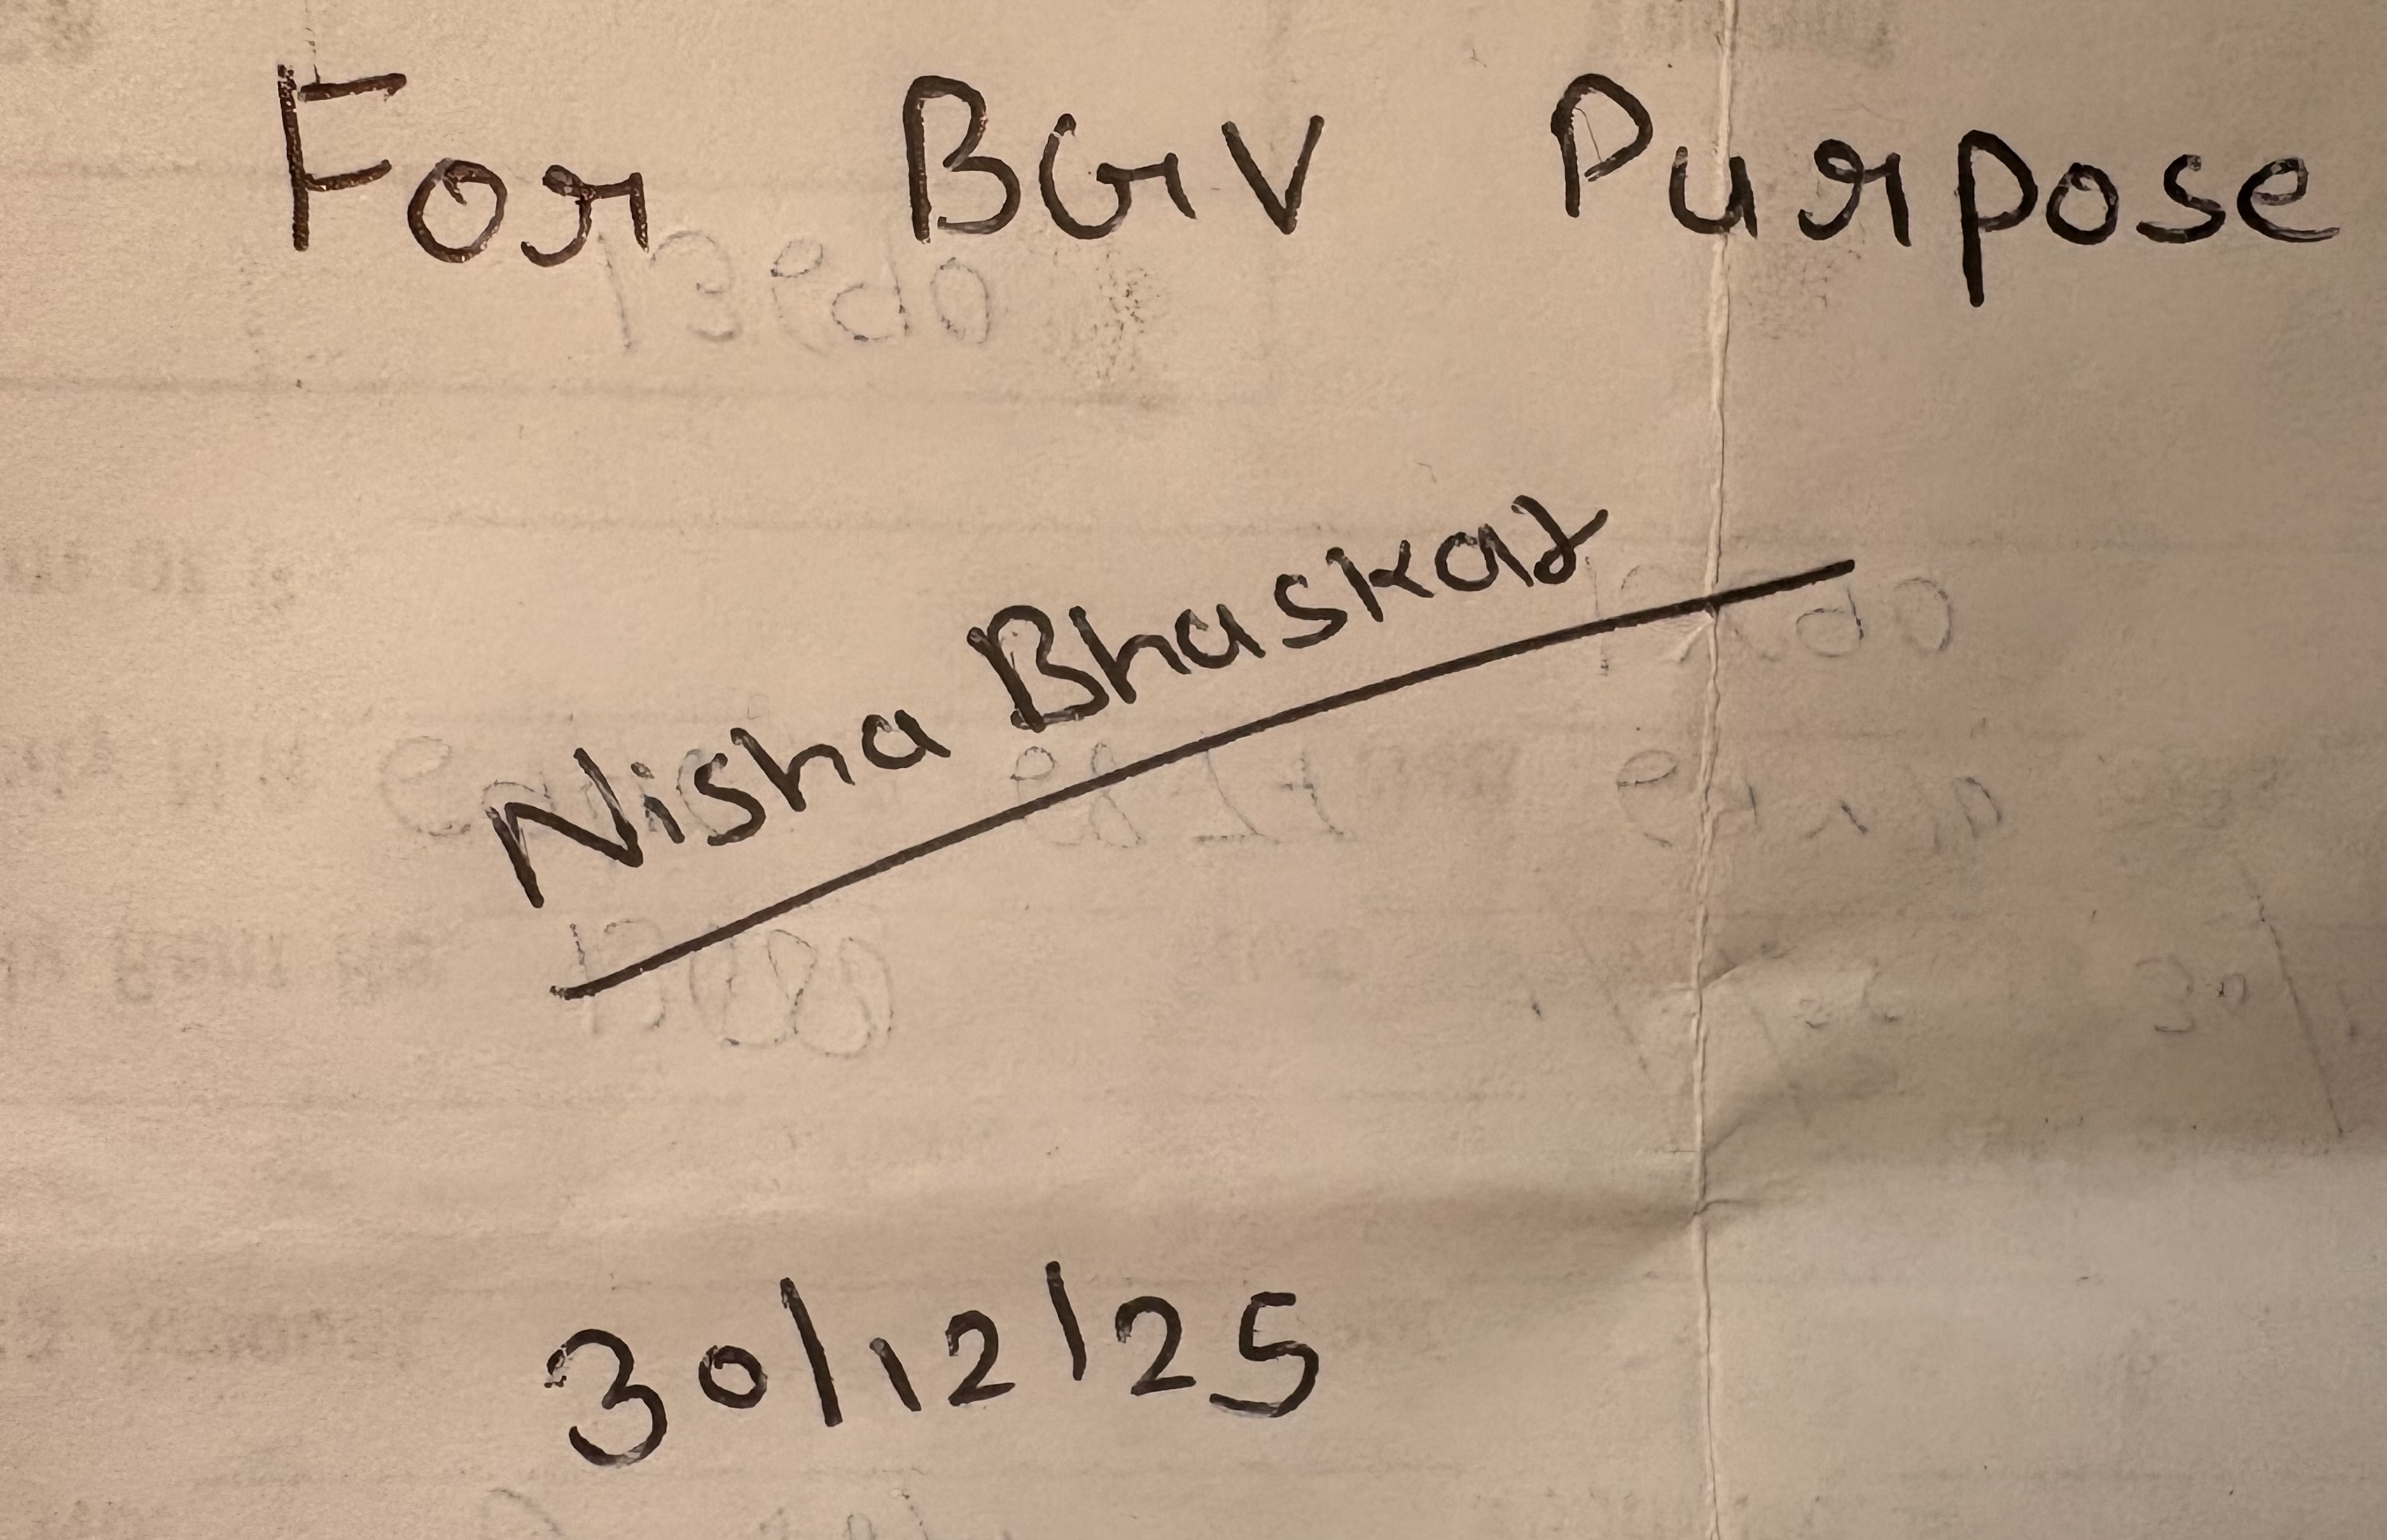 For BGV Purpose
Nisha Bhaskar
30/12/25